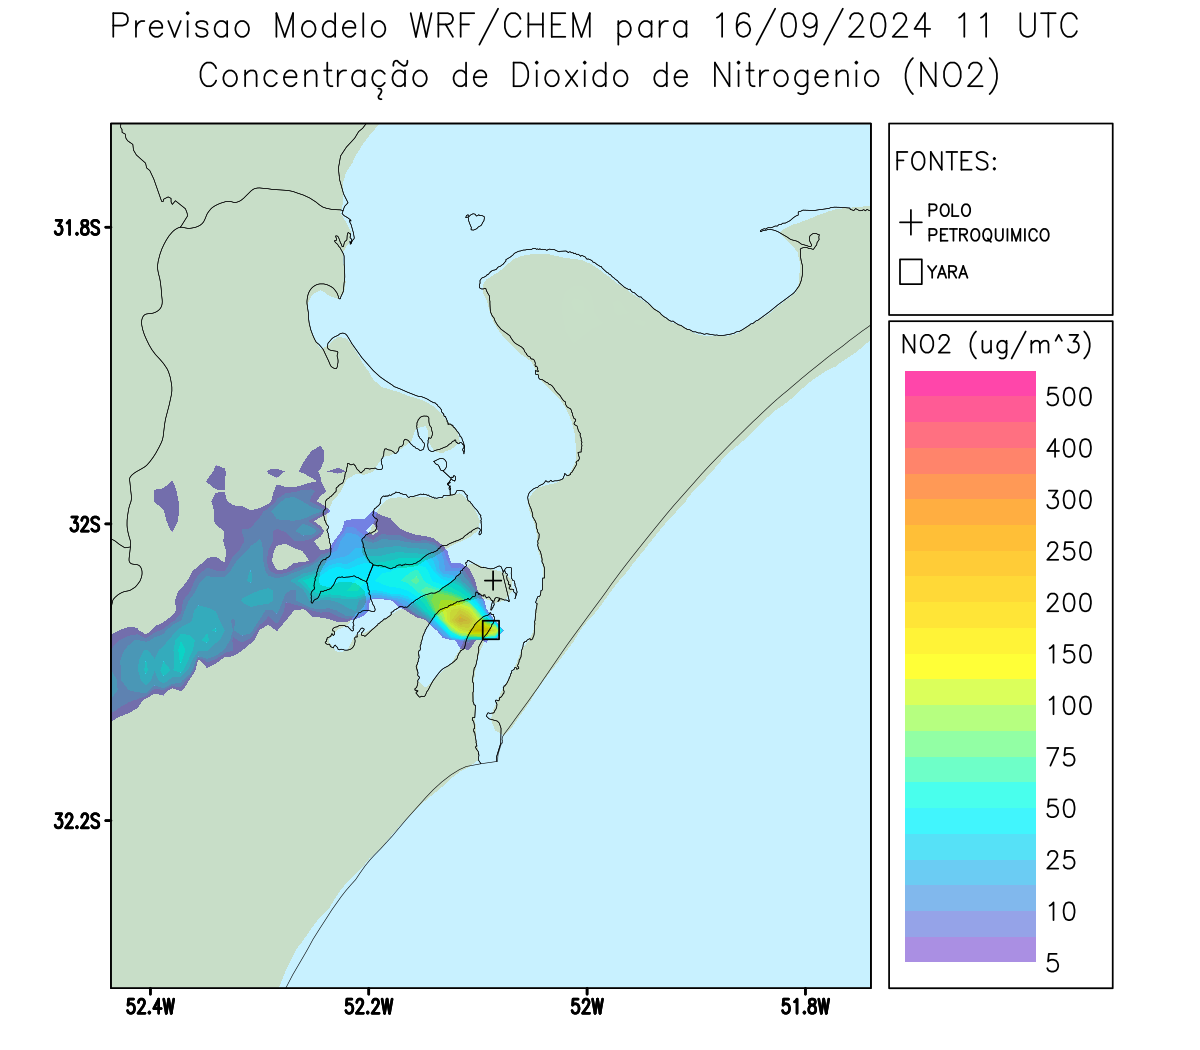 Previsao Modelo WRF/CHEM para 16/09/2024 11 UTC
Concentração de Dioxido de Nitrogenio (NO2)
FONTES:
POLO
PETROQUIMICO
YARA
NO2 (ug/m^3)
500
400
300
250
200
150
100
75
50
25
10
5
31.8S
32S
32.2S
52.4W
52.2W
52W
51.8W